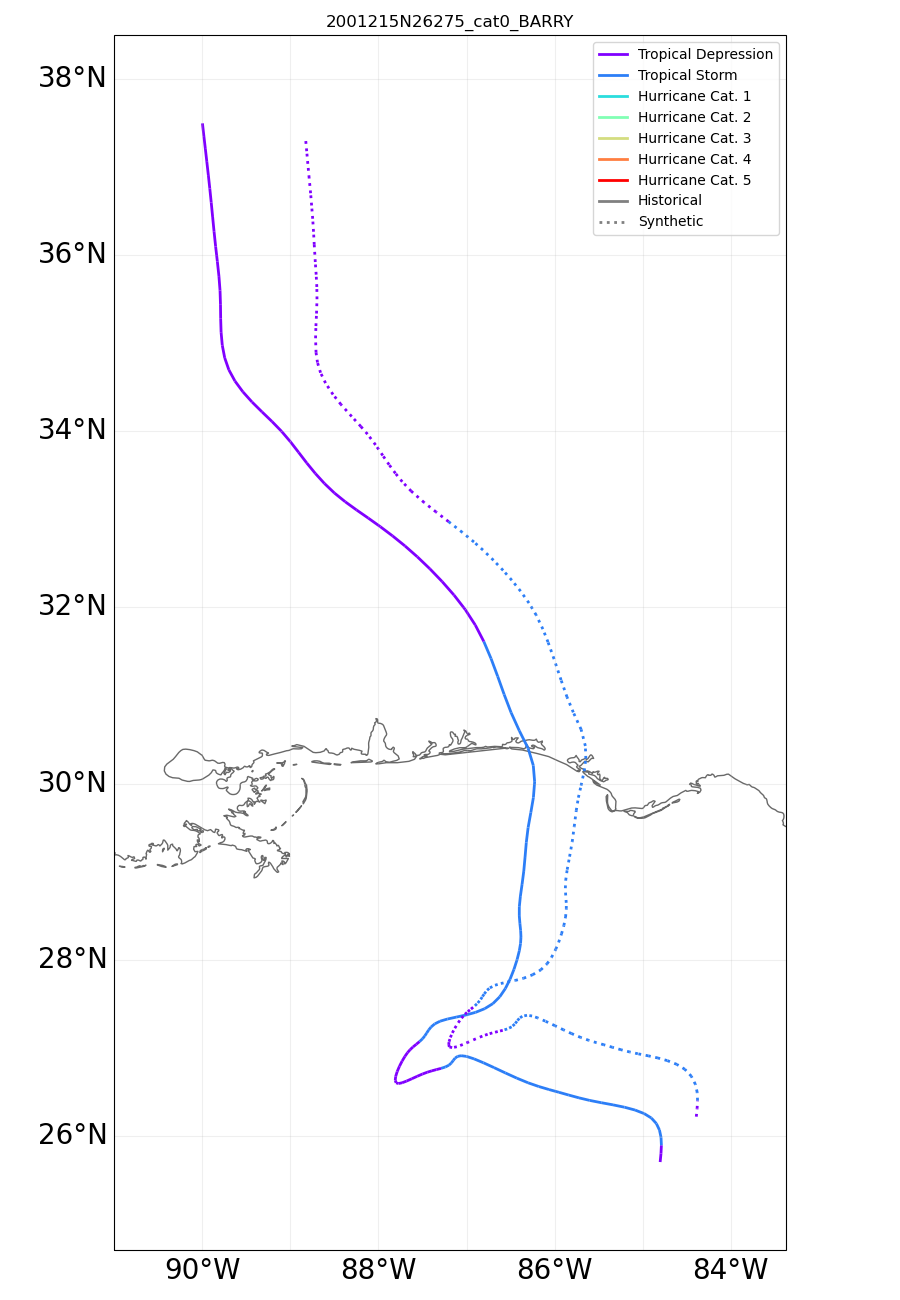 2001215N26275_cat0_BARRY
Tropical Depression
Tropical Storm
Hurricane Cat. 1
Hurricane Cat. 2
Hurricane Cat. 3
Hurricane Cat. 4
Hurricane Cat. 5
Historical
Synthetic
38°N
36°N
34°N
32°N
30°N
28°N
26°N
90°W 88°W 86°W 84°W